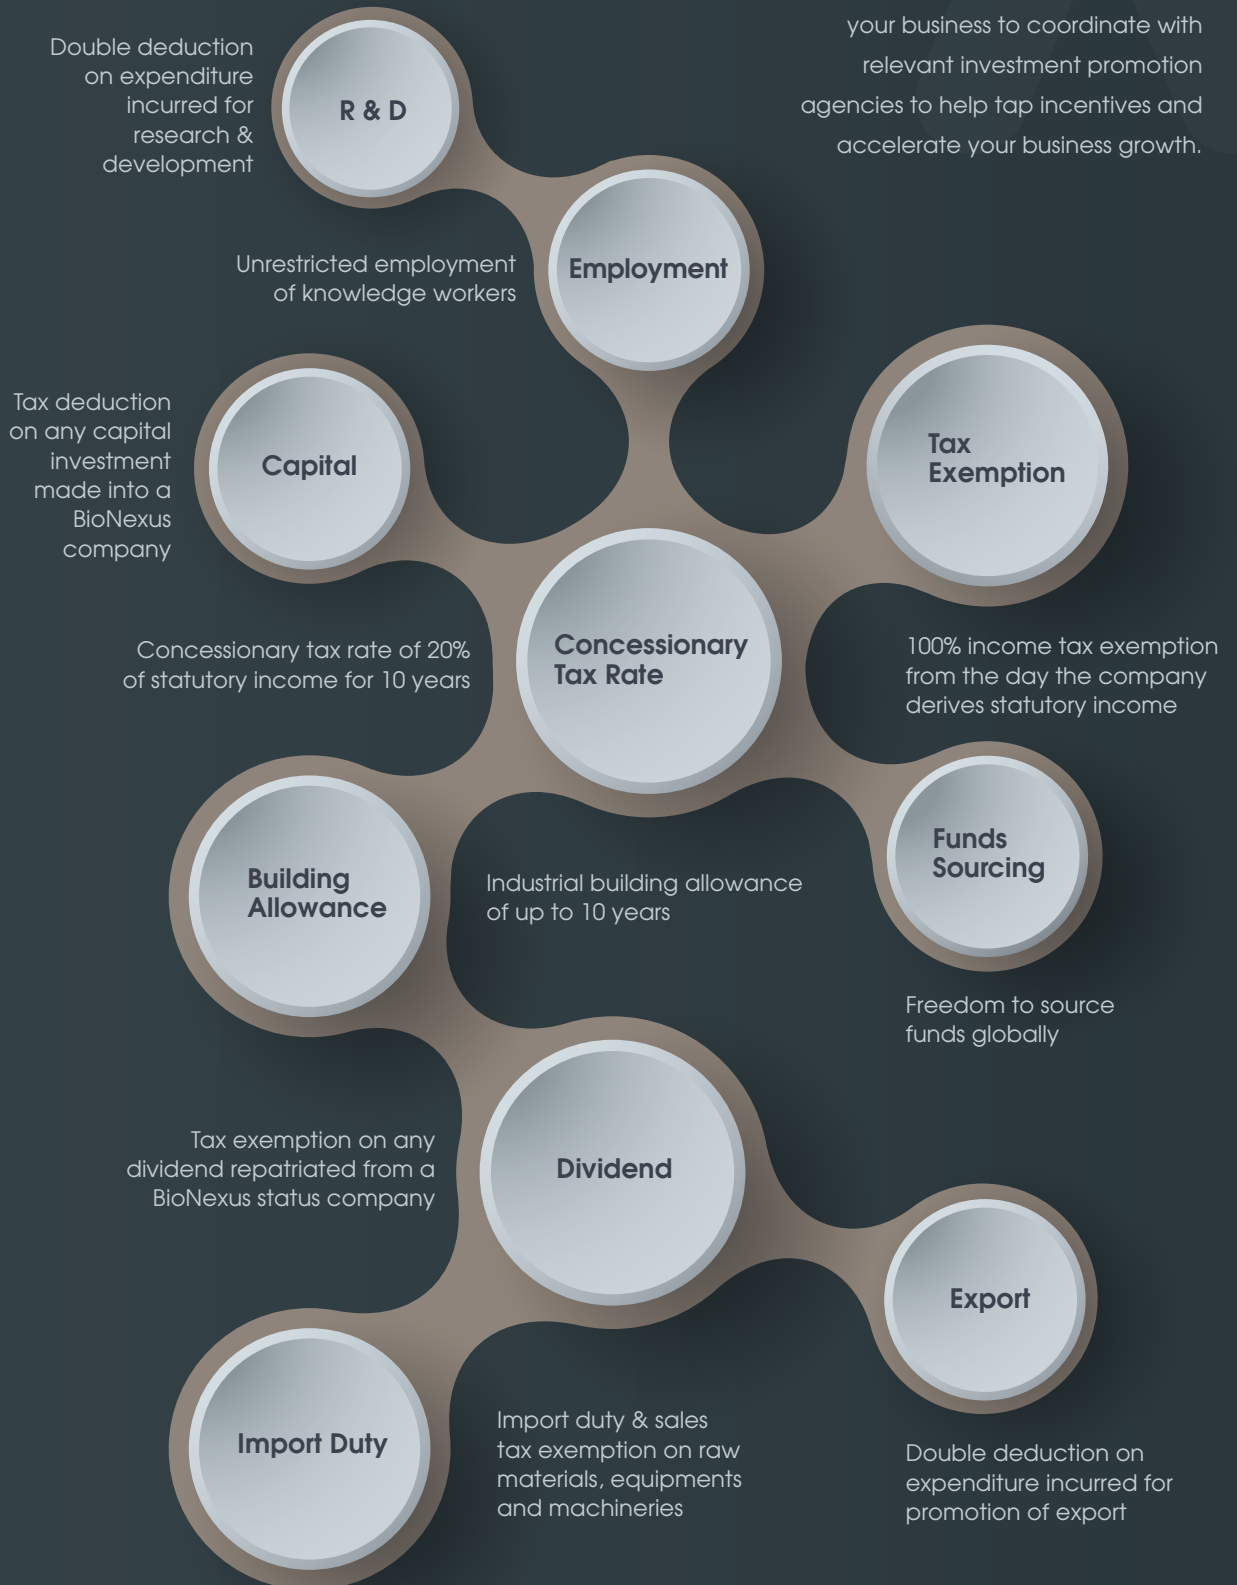 your business to coordinate with
relevant investment promotion
agencies to help tap incentives and
accelerate your business growth.
Double deduction
on expenditure
incurred for
research &
development
R & D
Unrestricted employment
of knowledge workers
Employment
Tax deduction
on any capital
investment
made into a
BioNexus
company
Capital
Tax
Exemption
100% income tax exemption
from the day the company
derives statutory income
Concessionary tax rate of 20%
of statutory income for 10 years
Concessionary
Tax Rate
Building
Allowance
Industrial building allowance
of up to 10 years
Funds
Sourcing
Freedom to source
funds globally
Tax exemption on any
dividend repatriated from a
BioNexus status company
Dividend
Export
Double deduction on
expenditure incurred for
promotion of export
Import Duty
Import duty & sales
tax exemption on raw
materials, equipments
and machineries